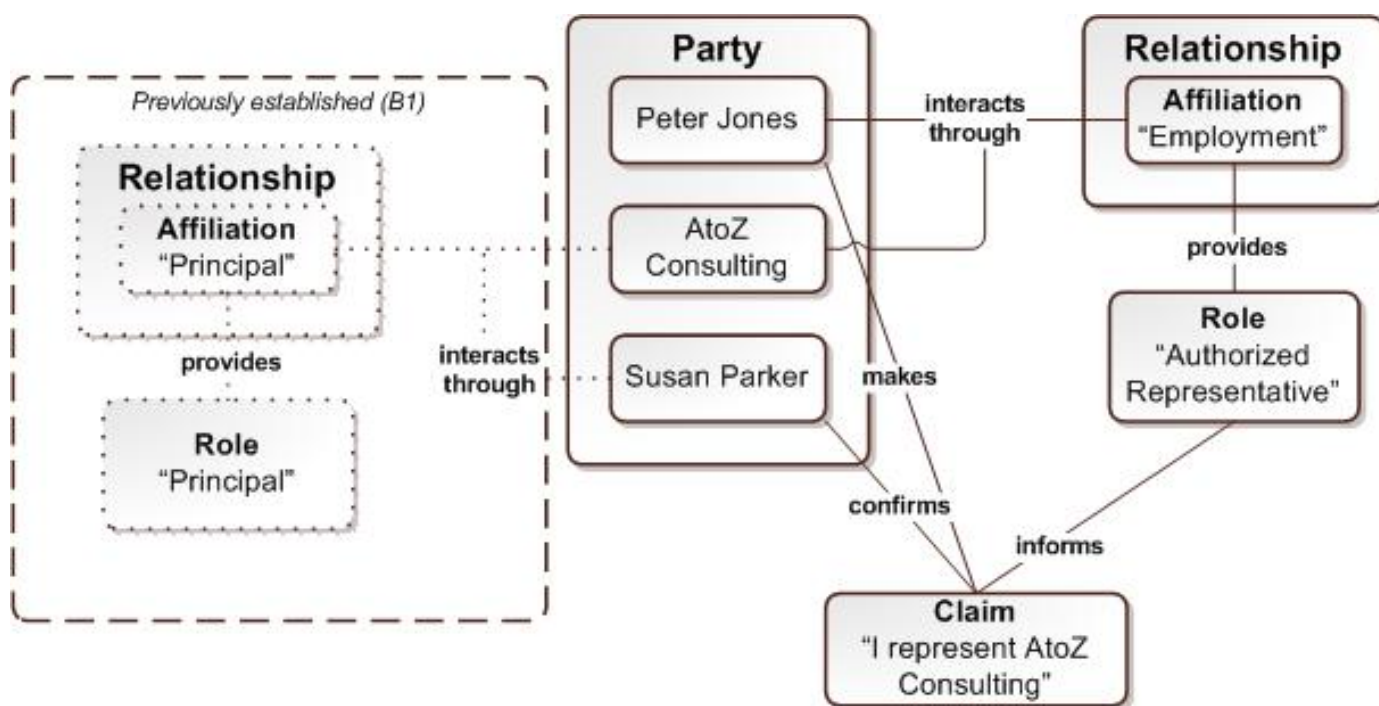 Previously established (B1)
Relationship
Affiliation
“Principal”
provides
Role
“Principal”
interacts
through
Party
Peter Jones
AtoZ
Consulting
Susan Parker
interacts
through
Relationship
Affiliation
“Employment”
provides
Role
“Authorized
Representative”
makes
confirms
informs
Claim
“I represent AtoZ
Consulting”